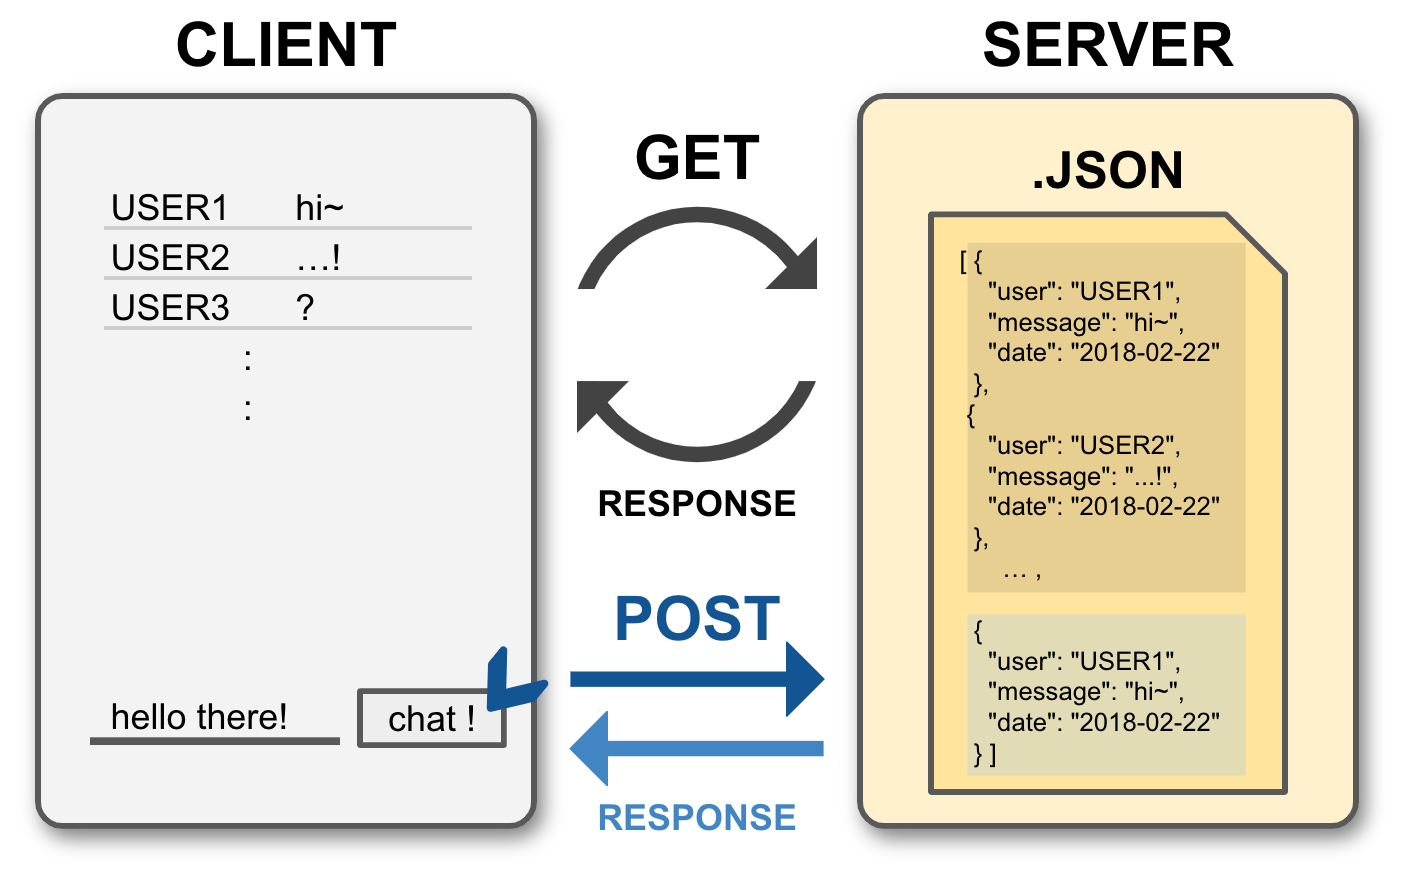 CLIENT
SERVER
USER1 hi~
USER2 ...!
USER3 ?
:
:
hello there!
chat !
GET
RESPONSE
POST
RESPONSE
.JSON
[ {
"user": "USER1",
"message": "hi~",
"date": "2018-02-22"
},
{
"user": "USER2",
"message": "...!",
"date": "2018-02-22"
},
... ,
{
"user": "USER1",
"message": "hi~",
"date": "2018-02-22"
} ]